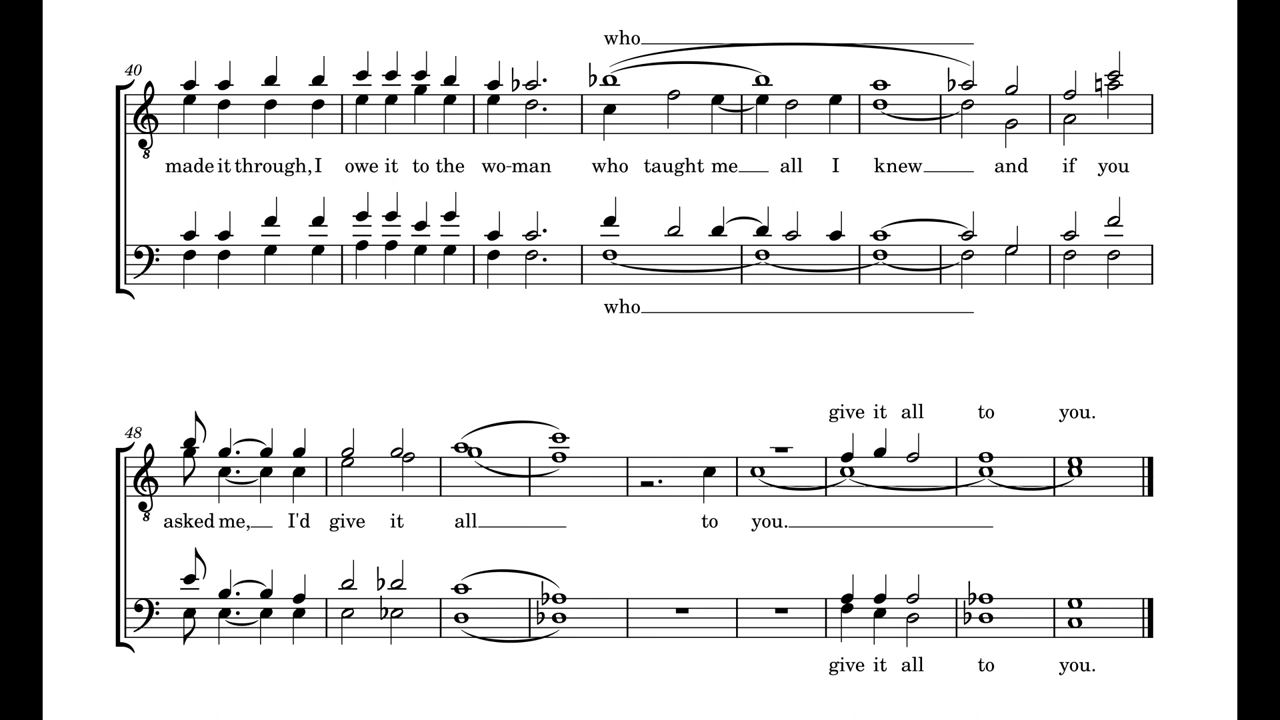 who
40
made it through, I owe it to the wo-man who taught me all I knew and if you
who
give it all to you.
48
asked me, I'd give it all to you.
give it all to you.